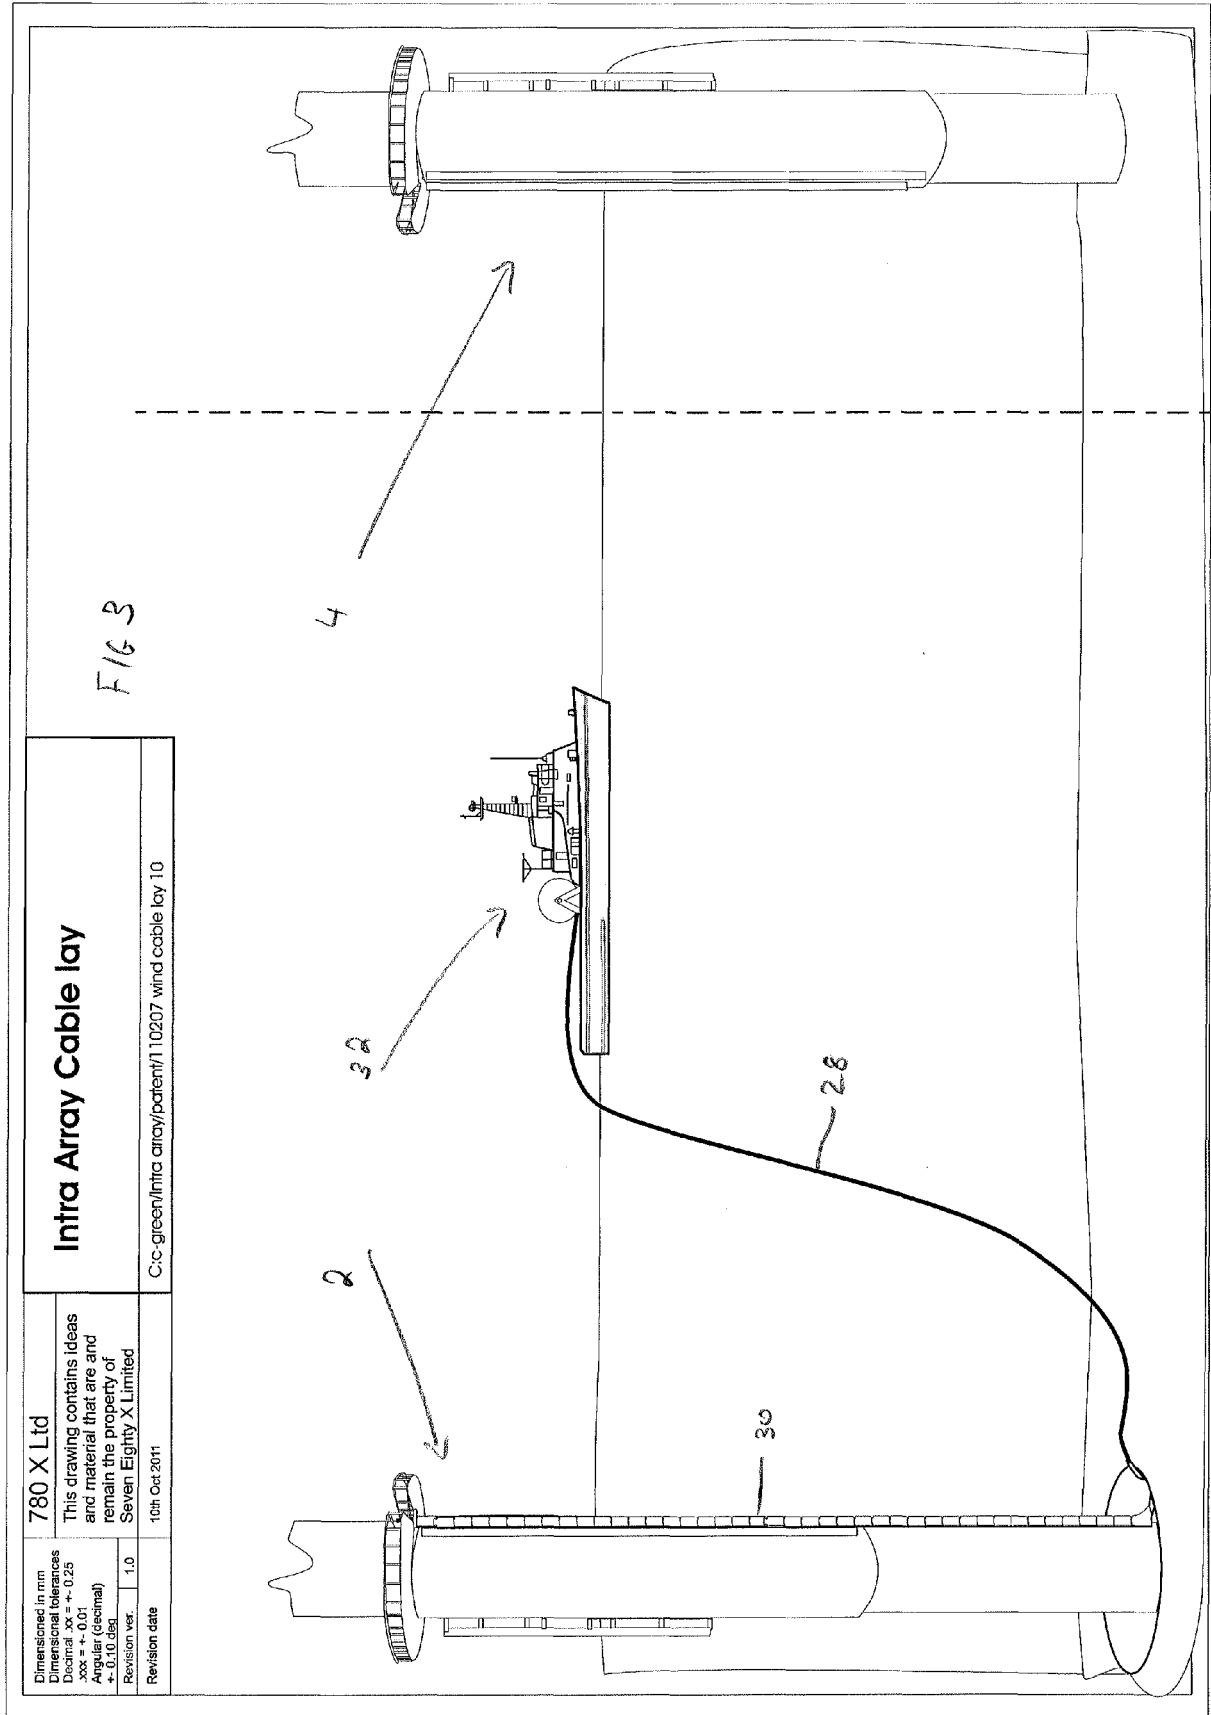 780 X Ltd
This drawing contains ideas
and material that are and
remain the property of
Seven Eighty X Limited
Intra Array Cable lay
Dimensioned in mm
Dimensional tolerances
Decimal .xx = +- 0.25
.xxx = +- 0.01
Angular (decimal)
+- 0.10 deg
Revision ver. 1.0
Revision date 10th Oct 2011
C:c-green/Intra array/patent/110207 wind cable lay 10
FIG 3
2
32
4
30
28